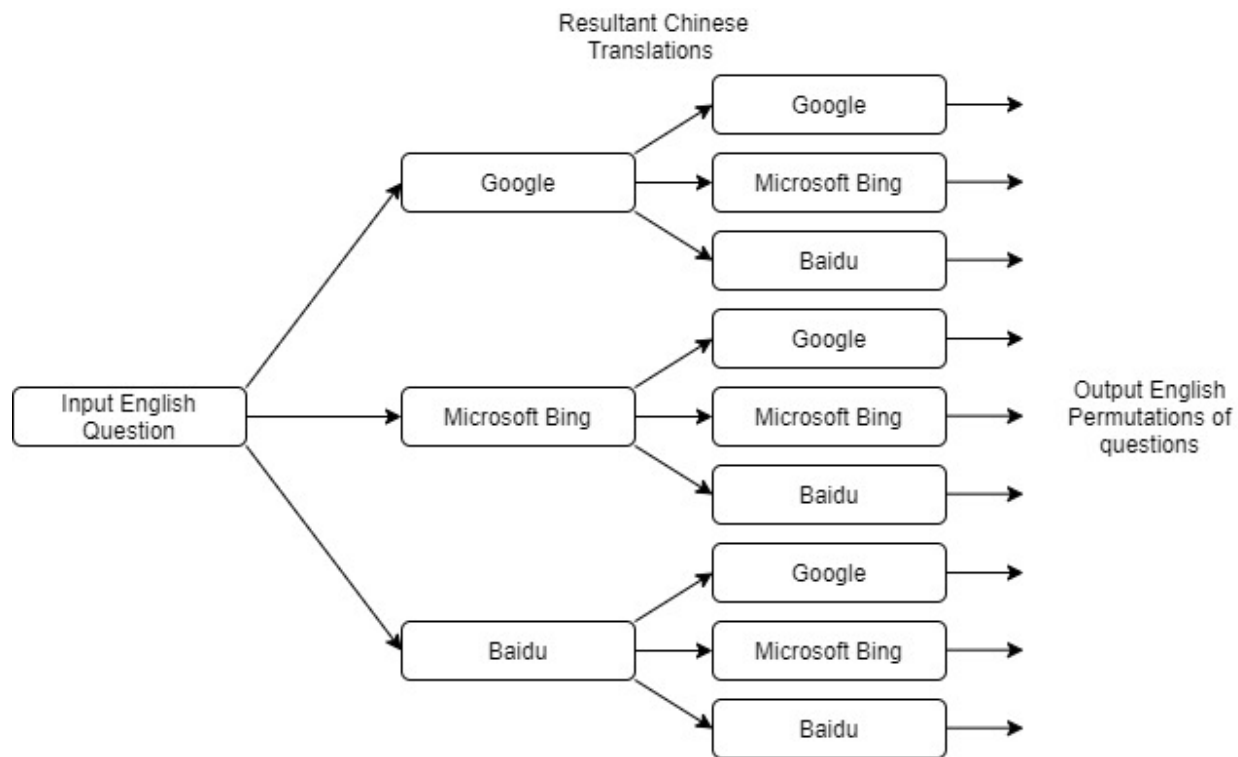 Resultant Chinese
Translations
Google
Google
Microsoft Bing
Baidu
Input English
Question
Microsoft Bing
Google
Microsoft Bing
Baidu
Baidu
Google
Microsoft Bing
Baidu
Output English
Permutations of
questions